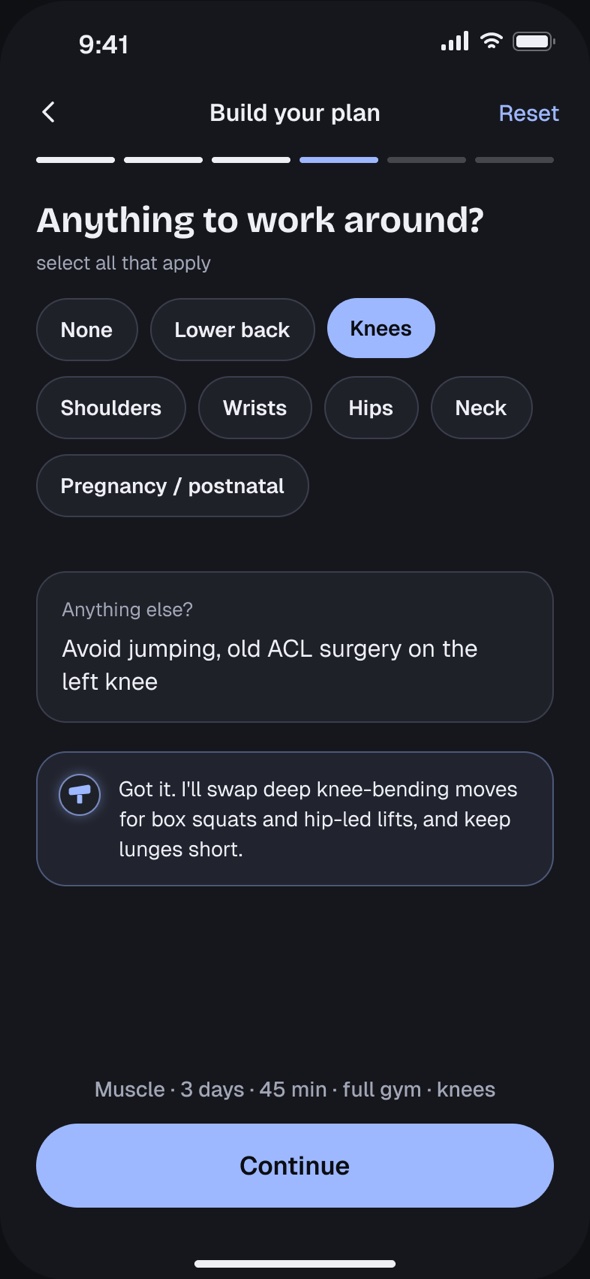 9:41
Build your plan
Reset
Anything to work around?
select all that apply
None
Lower back
Knees
Shoulders
Wrists
Hips
Neck
Pregnancy / postnatal
Anything else?
Avoid jumping, old ACL surgery on the
left knee
Got it. I'll swap deep knee-bending moves
for box squats and hip-led lifts, and keep
lunges short.
Muscle · 3 days · 45 min · full gym · knees
Continue